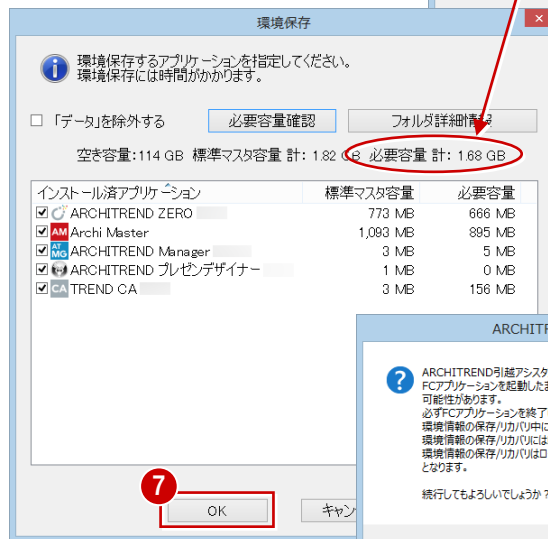 環境保存
環境保存するアプリケーションを指定してください。
環境保存には時間がかかります。
「データ」を除外する 必要容量確認 フォルダ詳細情報
空き容量:114 GB 標準マスタ容量 計: 1.82 GB 必要容量 計: 1.68 GB
インストール済アプリケーション 標準マスタ容量 必要容量
ARCHITREND ZERO 773 MB 666 MB
AM Archi Master 1,093 MB 895 MB
AT MG ARCHITREND Manager 3 MB 5 MB
ARCHITREND プレゼンデザイナー 1 MB 0 MB
CA TREND CA 3 MB 156 MB
7
OK キャン
ARCHITR
ARCHITREND引越アシスタ
FCアプリケーションを起動したま
可能性があります。
必ずFCアプリケーションを終了
環境情報の保存/リカバリ中に
環境情報の保存/リカバリには
環境情報の保存/リカバリはロ
となります。
続行してもよろしいでしょうか?